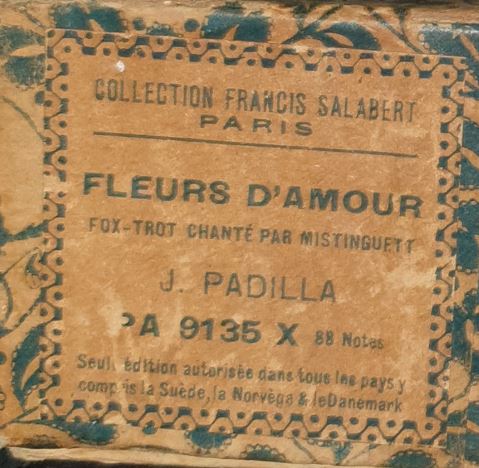 COLLECTION FRANCIS SALABERT
PARIS
FLEURS D'AMOUR
FOX-TROT CHANTÉ PAR MISTINGUETT
J. PADILLA
PA 9135 X 88 Notes
Seule édition autorisée dans tous les pays y
compris la Suède, la Norvèga & le Danemark